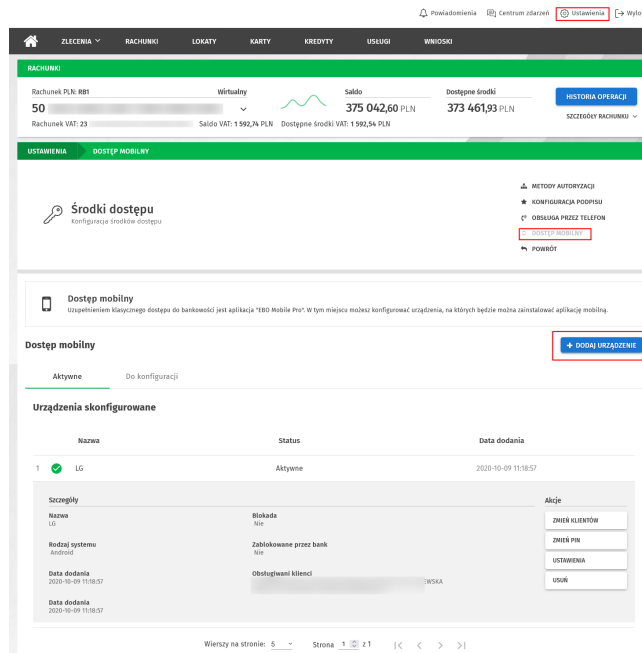 Powiadomienia Centrum zdarzeń Ustawienia Wylo
ZLECENIA RACHUNKI LOKATY KARTY KREDYTY USŁUGI WNIOSKI
RACHUNKI
Rachunek PLN: RB1 Wirtualny Saldo Dostępne środki
50 375 042,60 PLN 373 461,93 PLN HISTORIA OPERACJI
Rachunek VAT: 23 Saldo VAT: 1 592,74 PLN Dostępne środki VAT: 1 592,54 PLN SZCZEGÓŁY RACHUNKU
USTAWIENIA DOSTĘP MOBILNY
METODY AUTORYZACJI
KONFIGURACJA PODPISU
Środki dostępu
Konfiguracja środków dostępu
OBSŁUGA PRZEZ TELEFON
DOSTĘP MOBILNY
POWRÓT
Dostęp mobilny
Uzupełnieniem klasycznego dostępu do bankowości jest aplikacja "EBO Mobile Pro". W tym miejscu możesz konfigurować urządzenia, na których będzie można zainstalować aplikację mobilną.
Dostęp mobilny + DODAJ URZĄDZENIE
Aktywne Do konfiguracji
Urządzenia skonfigurowane
Nazwa Status Data dodania
1 LG Aktywne 2020-10-09 11:18:57
Szczegóły Akcje
Nazwa Blokada
LG Nie
ZMIEŃ KLIENTÓW
Rodzaj systemu Zablokowane przez bank
Android Nie
ZMIEŃ PIN
USTAWIENIA
Data dodania Obsługiwani klienci
2020-10-09 11:18:57 EWSKA
USUŃ
Data dodania
2020-10-09 11:18:57
Wierszy na stronie: 5 Strona 1 z 1 |< < > >|